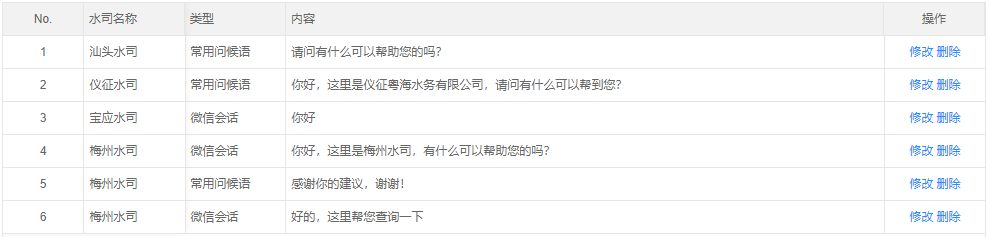 No. 水司名称 类型 内容 操作
1 汕头水司 常用问候语 请问有什么可以帮助您的吗？ 修改 删除
2 仪征水司 常用问候语 你好，这里是仪征粤海水务有限公司，请问有什么可以帮到您？ 修改 删除
3 宝应水司 微信会话 你好 修改 删除
4 梅州水司 微信会话 你好，这里是梅州水司，有什么可以帮助您的吗？ 修改 删除
5 梅州水司 常用问候语 感谢你的建议，谢谢！ 修改 删除
6 梅州水司 微信会话 好的，这里帮您查询一下 修改 删除